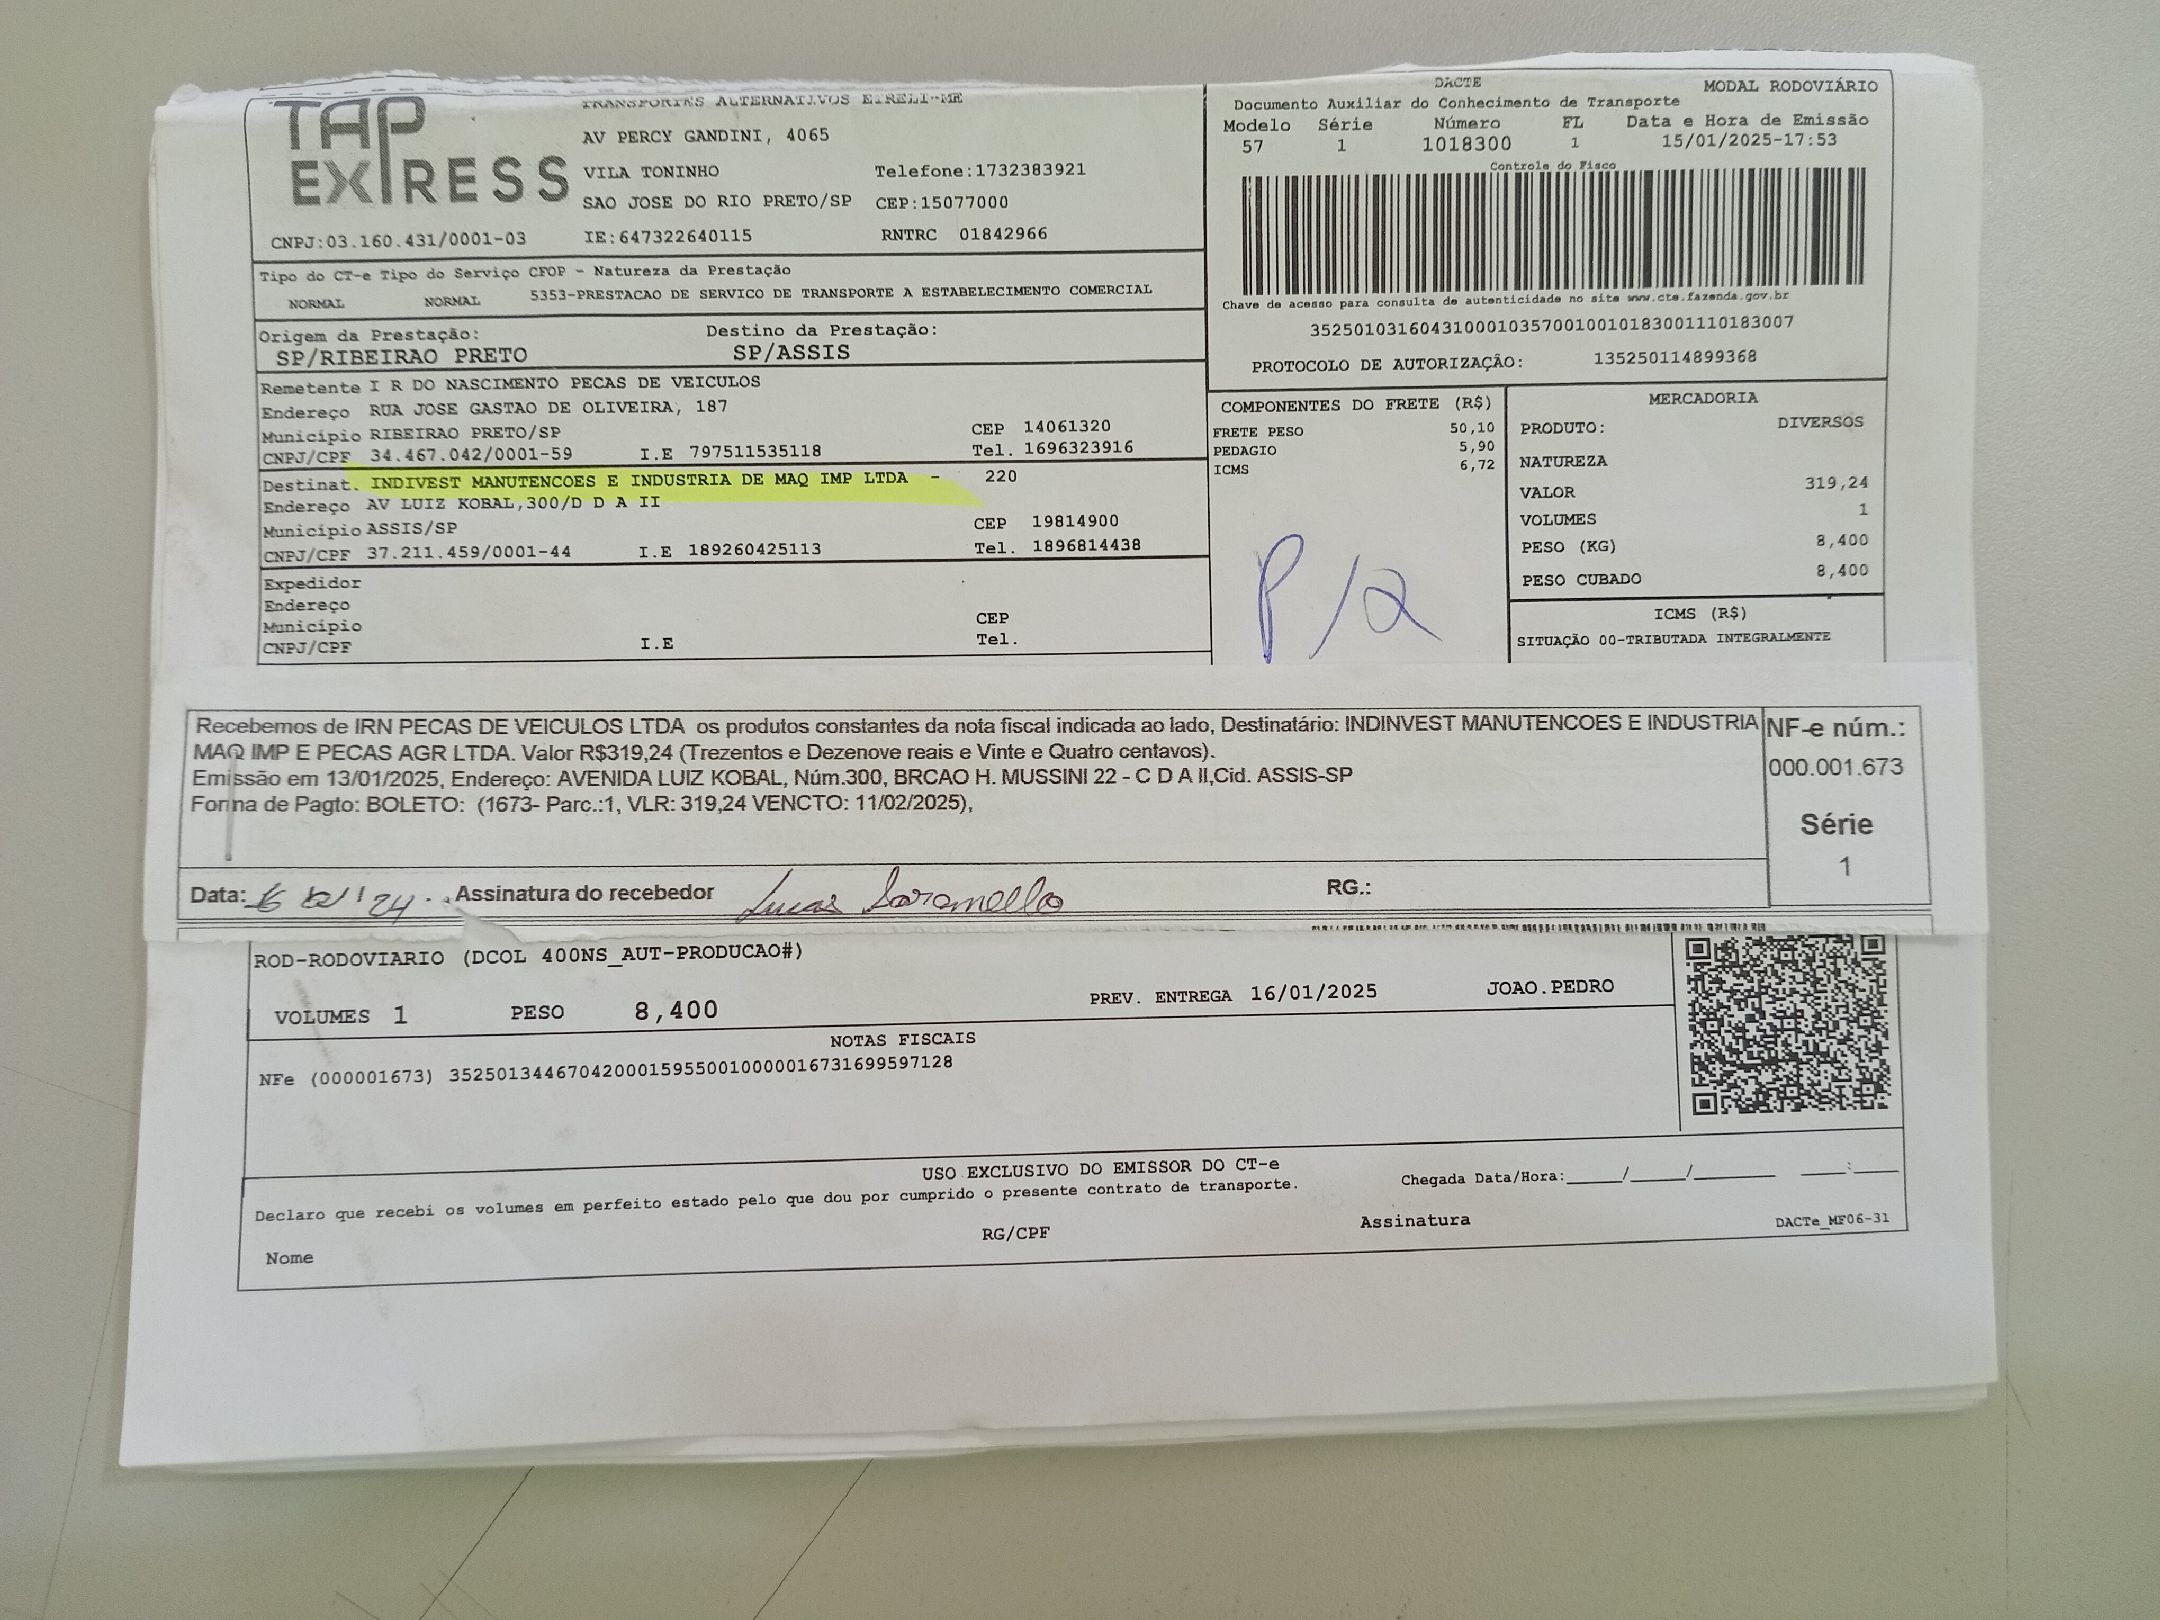 TAP EXPRESS
TRANSPORTES ALTERNATIVOS EIRELI-ME
AV PERCY GANDINI, 4065
VILA TONINHO Telefone:1732383921
SAO JOSE DO RIO PRETO/SP CEP:15077000
CNPJ:03.160.431/0001-03 IE:647322640115 RNTRC 01842966
DACTE MODAL RODOVIÁRIO
Documento Auxiliar do Conhecimento de Transporte
Modelo Série Número FL Data e Hora de Emissão
57 1 1018300 1 15/01/2025-17:53
Controle do Fisco
Chave de acesso para consulta de autenticidade no site www.cte.fazenda.gov.br
35250103160431000103570010010183001110183007
PROTOCOLO DE AUTORIZAÇÃO: 135250114899368
Tipo do CT-e Tipo do Serviço CFOP - Natureza da Prestação
NORMAL NORMAL 5353-PRESTACAO DE SERVICO DE TRANSPORTE A ESTABELECIMENTO COMERCIAL
Origem da Prestação: Destino da Prestação:
SP/RIBEIRAO PRETO SP/ASSIS
Remetente I R DO NASCIMENTO PECAS DE VEICULOS
Endereço RUA JOSE GASTAO DE OLIVEIRA, 187
Município RIBEIRAO PRETO/SP CEP 14061320
CNPJ/CPF 34.467.042/0001-59 I.E 797511535118 Tel. 1696323916
Destinat. INDIVEST MANUTENCOES E INDUSTRIA DE MAQ IMP LTDA - 220
Endereço AV LUIZ KOBAL,300/D D A II
Município ASSIS/SP CEP 19814900
CNPJ/CPF 37.211.459/0001-44 I.E 189260425113 Tel. 1896814438
Expedidor
Endereço
Município CEP
CNPJ/CPF I.E Tel.
COMPONENTES DO FRETE (R$)
FRETE PESO 50,10
PEDAGIO 5,90
ICMS 6,72
MERCADORIA
PRODUTO: DIVERSOS
NATUREZA
VALOR 319,24
VOLUMES 1
PESO (KG) 8,400
PESO CUBADO 8,400
ICMS (R$)
SITUAÇÃO 00-TRIBUTADA INTEGRALMENTE
Recebemos de IRN PECAS DE VEICULOS LTDA os produtos constantes da nota fiscal indicada ao lado, Destinatário: INDINVEST MANUTENCOES E INDUSTRIA
MAQ IMP E PECAS AGR LTDA. Valor R$319,24 (Trezentos e Dezenove reais e Vinte e Quatro centavos).
Emissão em 13/01/2025, Endereço: AVENIDA LUIZ KOBAL, Núm.300, BRCAO H. MUSSINI 22 - C D A II,Cid. ASSIS-SP
Forma de Pagto: BOLETO: (1673- Parc.:1, VLR: 319,24 VENCTO: 11/02/2025),
NF-e núm.:
000.001.673
Série
1
Data: Assinatura do recebedor Lucas RG.:
ROD-RODOVIARIO (DCOL 400NS_AUT-PRODUCAO#)
VOLUMES 1 PESO 8,400 PREV. ENTREGA 16/01/2025 JOAO.PEDRO
NOTAS FISCAIS
NFe (000001673) 35250134467042000159550010000016731699597128
USO EXCLUSIVO DO EMISSOR DO CT-e
Declaro que recebi os volumes em perfeito estado pelo que dou por cumprido o presente contrato de transporte. Chegada Data/Hora:_____/_____/_______ ____:____
Nome RG/CPF Assinatura DACTe_MF06-31